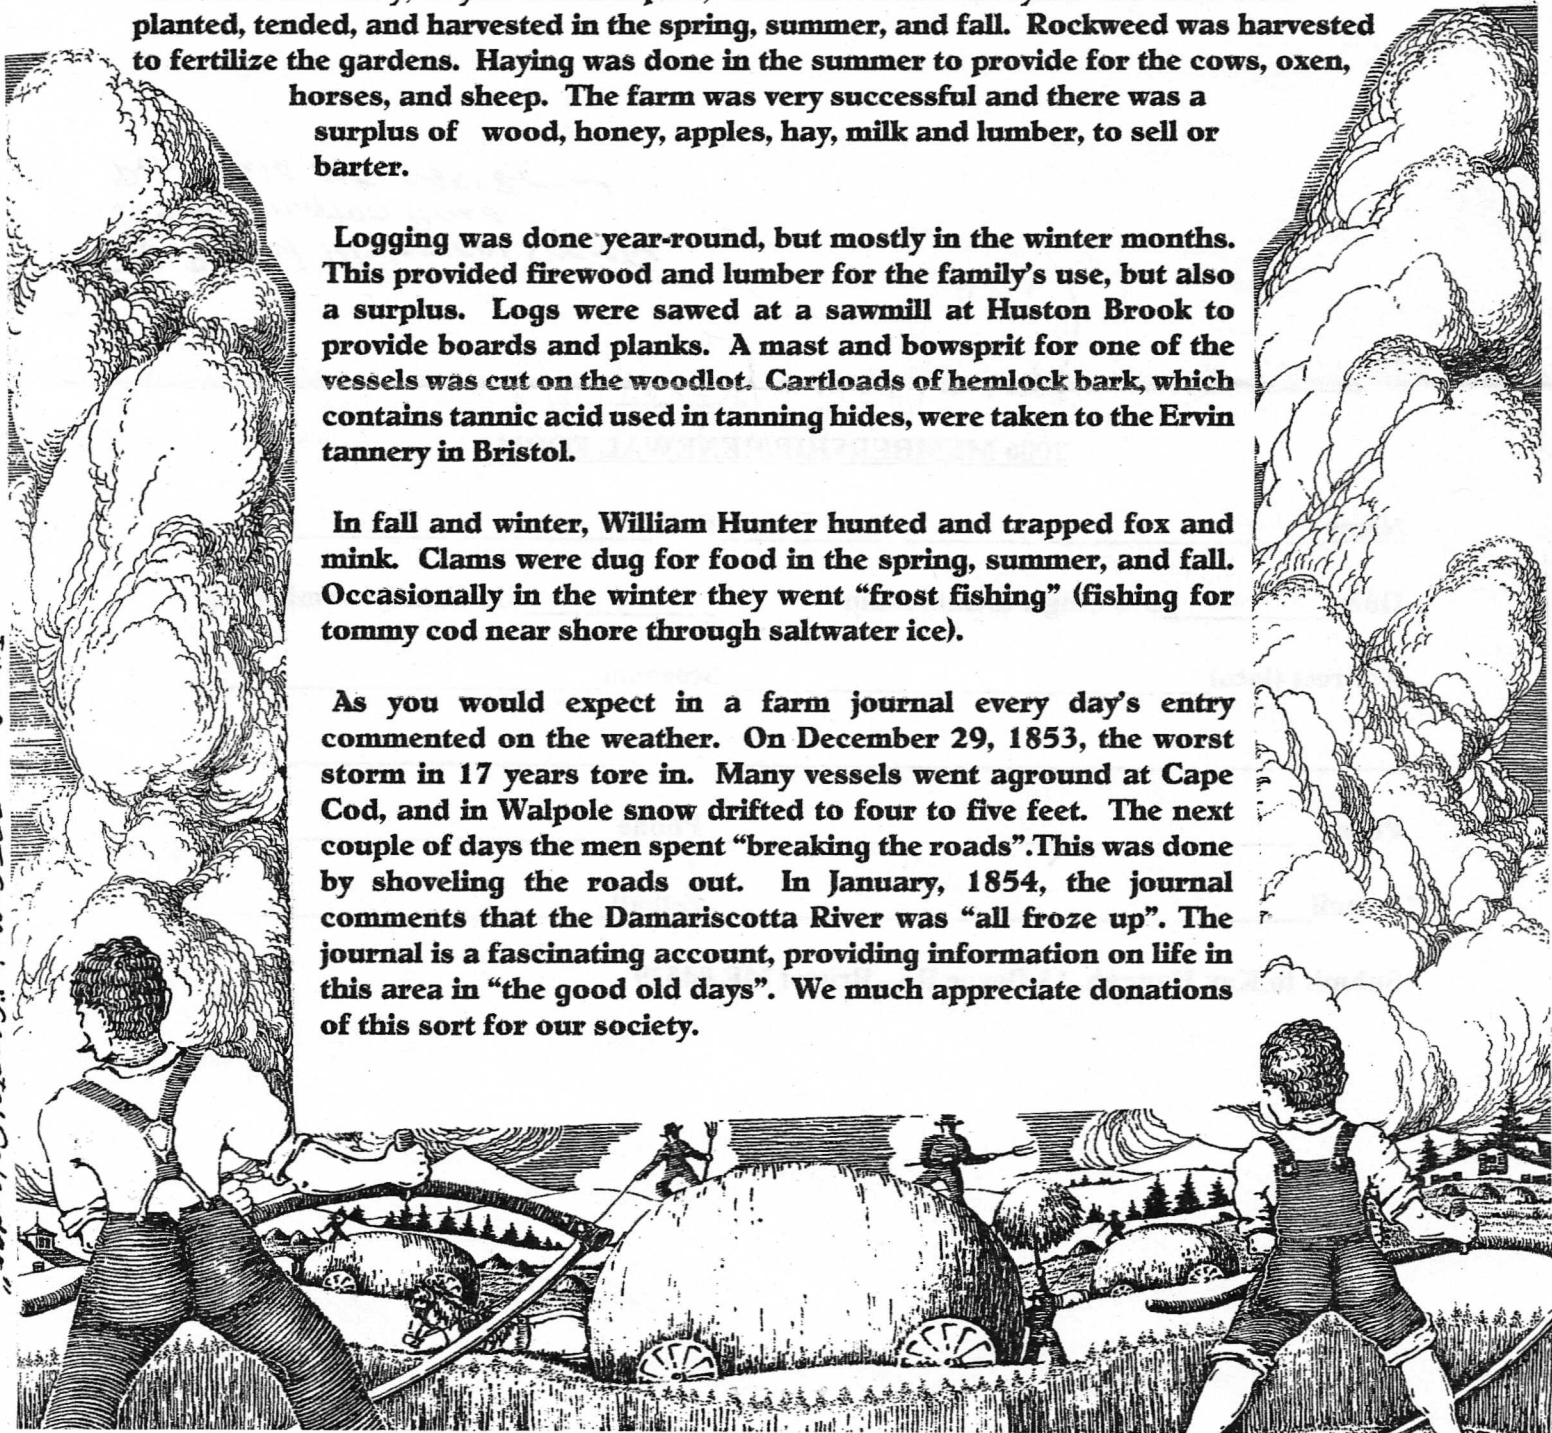 planted, tended, and harvested in the spring, summer, and fall. Rockweed was harvested
to fertilize the gardens. Haying was done in the summer to provide for the cows, oxen,
horses, and sheep. The farm was very successful and there was a
surplus of wood, honey, apples, hay, milk and lumber, to sell or
barter.
Logging was done year-round, but mostly in the winter months.
This provided firewood and lumber for the family's use, but also
a surplus. Logs were sawed at a sawmill at Huston Brook to
provide boards and planks. A mast and bowsprit for one of the
vessels was cut on the woodlot. Cartloads of hemlock bark, which
contains tannic acid used in tanning hides, were taken to the Ervin
tannery in Bristol.
In fall and winter, William Hunter hunted and trapped fox and
mink. Clams were dug for food in the spring, summer, and fall.
Occasionally in the winter they went “frost fishing” (fishing for
tommy cod near shore through saltwater ice).
As you would expect in a farm journal every day's entry
commented on the weather. On December 29, 1853, the worst
storm in 17 years tore in. Many vessels went aground at Cape
Cod, and in Walpole snow drifted to four to five feet. The next
couple of days the men spent “breaking the roads”.This was done
by shoveling the roads out. In January, 1854, the journal
comments that the Damariscotta River was “all froze up”. The
journal is a fascinating account, providing information on life in
this area in “the good old days”. We much appreciate donations
of this sort for our society.